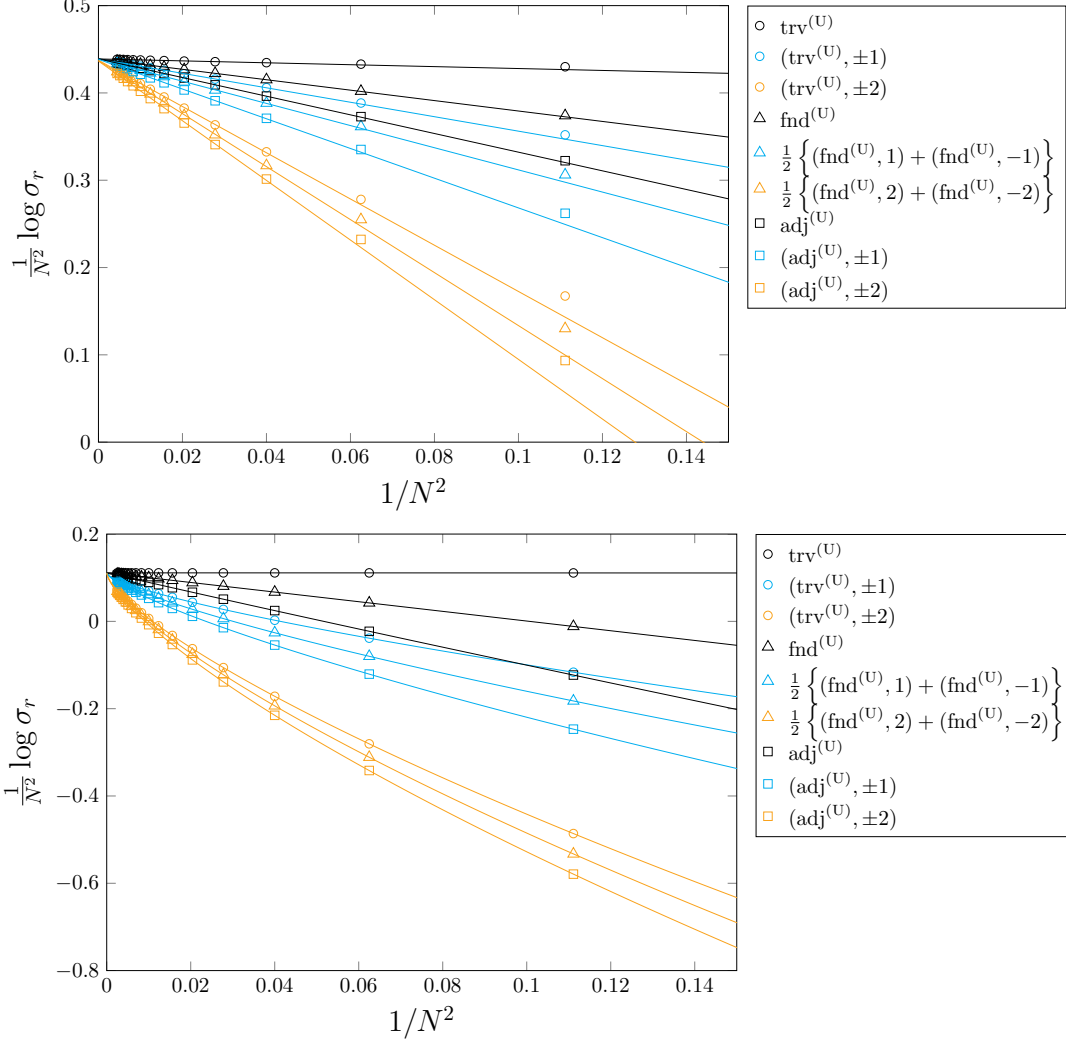 0.5
0.4
0.3
0.2
0.1
0
0 0.02 0.04 0.06 0.08 0.1 0.12 0.14
1/N²
1/N² log σ_r
trv^(U)
(trv^(U), ±1)
(trv^(U), ±2)
fnd^(U)
½ {(fnd^(U), 1) + (fnd^(U), −1)}
½ {(fnd^(U), 2) + (fnd^(U), −2)}
adj^(U)
(adj^(U), ±1)
(adj^(U), ±2)
0.2
0
−0.2
−0.4
−0.6
−0.8
0 0.02 0.04 0.06 0.08 0.1 0.12 0.14
1/N²
1/N² log σ_r
trv^(U)
(trv^(U), ±1)
(trv^(U), ±2)
fnd^(U)
½ {(fnd^(U), 1) + (fnd^(U), −1)}
½ {(fnd^(U), 2) + (fnd^(U), −2)}
adj^(U)
(adj^(U), ±1)
(adj^(U), ±2)